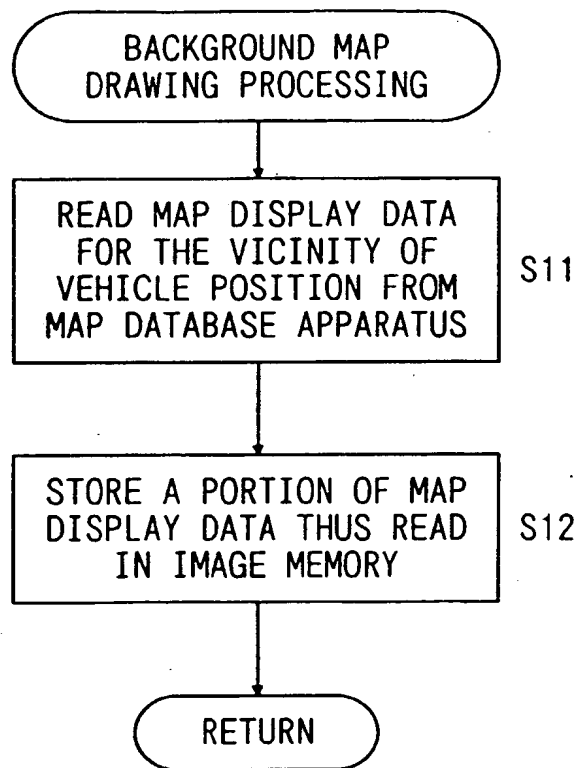 BACKGROUND MAP
DRAWING PROCESSING
READ MAP DISPLAY DATA
FOR THE VICINITY OF
VEHICLE POSITION FROM
MAP DATABASE APPARATUS
S11
STORE A PORTION OF MAP
DISPLAY DATA THUS READ
IN IMAGE MEMORY
S12
RETURN